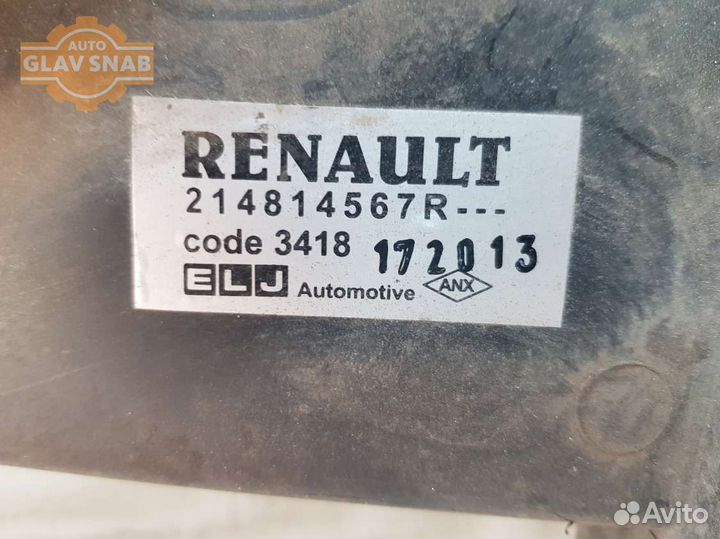 AUTO
GLAV SNAB
RENAULT
214814567R---
code 3418 172013
ELJ Automotive ANX
Avito